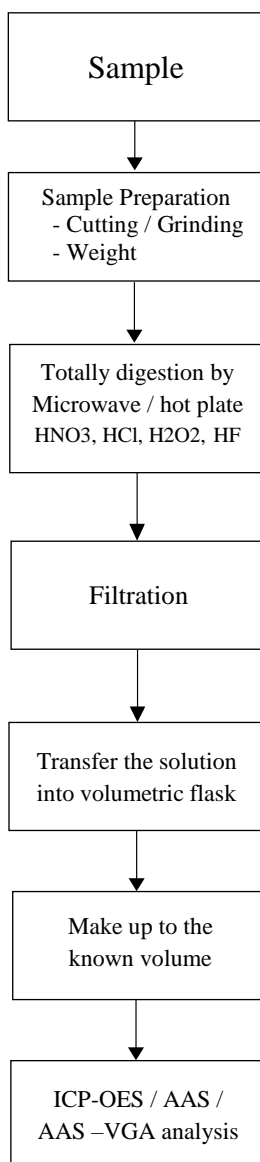 Sample
Sample Preparation
- Cutting / Grinding
- Weight
Totally digestion by
Microwave / hot plate
HNO3, HCl, H2O2, HF
Filtration
Transfer the solution
into volumetric flask
Make up to the
known volume
ICP-OES / AAS /
AAS –VGA analysis